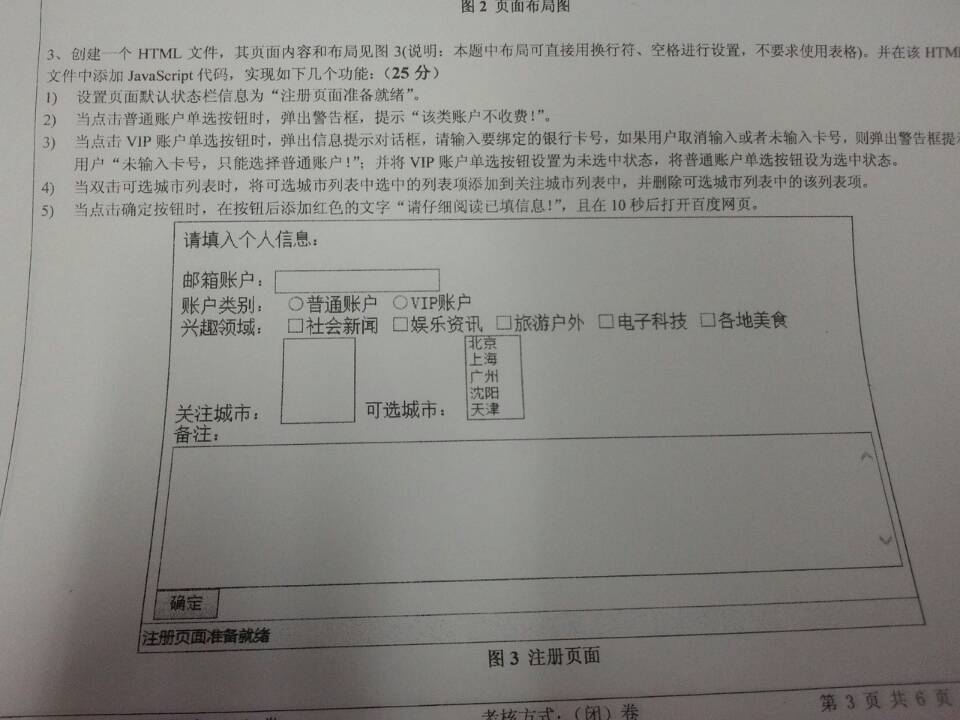 图 2 页面布局图
3、创建一个 HTML 文件，其页面内容和布局见图 3(说明：本题中布局可直接用换行符、空格进行设置，不要求使用表格)。并在该 HTM
文件中添加 JavaScript 代码，实现如下几个功能：（25 分）
1) 设置页面默认状态栏信息为“注册页面准备就绪”。
2) 当点击普通账户单选按钮时，弹出警告框，提示“该类账户不收费！”。
3) 当点击 VIP 账户单选按钮时，弹出信息提示对话框，请输入要绑定的银行卡号，如果用户取消输入或者未输入卡号，则弹出警告框提
用户“未输入卡号，只能选择普通账户！”；并将 VIP 账户单选按钮设置为未选中状态，将普通账户单选按钮设为选中状态。
4) 当双击可选城市列表时，将可选城市列表中选中的列表项添加到关注城市列表中，并删除可选城市列表中的该列表项。
5) 当点击确定按钮时，在按钮后添加红色的文字“请仔细阅读已填信息！”，且在 10 秒后打开百度网页。
请填入个人信息：
邮箱账户：
账户类别： ○普通账户 ○VIP账户
兴趣领域： □社会新闻 □娱乐资讯 □旅游户外 □电子科技 □各地美食
北京
上海
广州
沈阳
天津
关注城市： 可选城市：
备注：
确定
注册页面准备就绪
图 3 注册页面
第 3 页 共 6 页
考核方式：（闭）卷